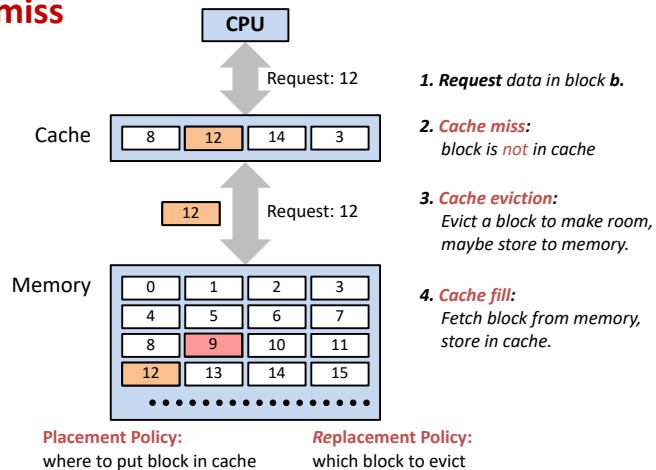 miss
CPU
Request: 12
Cache
8 12 14 3
12
Request: 12
Memory
0 1 2 3
4 5 6 7
8 9 10 11
12 13 14 15
1. Request data in block b.
2. Cache miss:
block is not in cache
3. Cache eviction:
Evict a block to make room,
maybe store to memory.
4. Cache fill:
Fetch block from memory,
store in cache.
Placement Policy:
where to put block in cache
Replacement Policy:
which block to evict